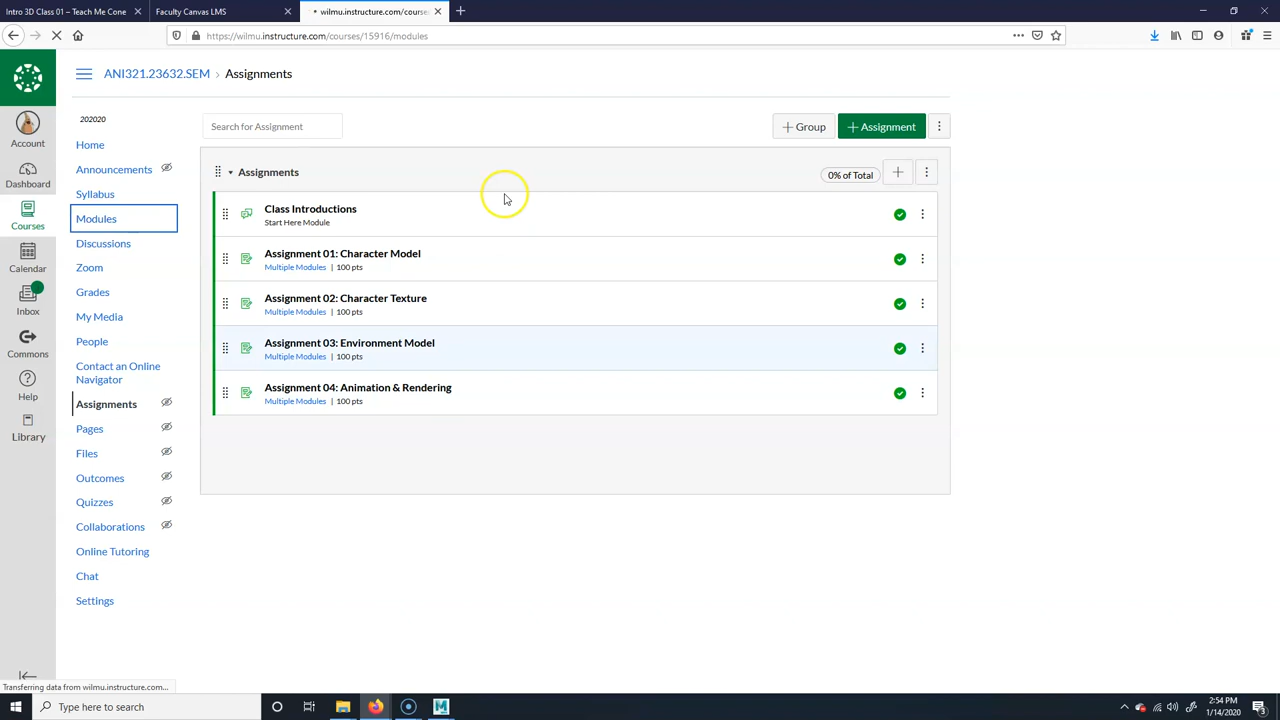 Intro 3D Class 01 – Teach Me Cone
Faculty Canvas LMS
wilmu.instructure.com/course
https://wilmu.instructure.com/courses/15916/modules
ANI321.23632.SEM › Assignments
202020
Home
Announcements
Syllabus
Modules
Discussions
Zoom
Grades
My Media
People
Contact an Online
Navigator
Assignments
Pages
Files
Outcomes
Quizzes
Collaborations
Online Tutoring
Chat
Settings
Account
Dashboard
Courses
Calendar
Inbox
Commons
Help
Library
Search for Assignment
+ Group
+ Assignment
Assignments
0% of Total
Class Introductions
Start Here Module
Assignment 01: Character Model
Multiple Modules | 100 pts
Assignment 02: Character Texture
Multiple Modules | 100 pts
Assignment 03: Environment Model
Multiple Modules | 100 pts
Assignment 04: Animation & Rendering
Multiple Modules | 100 pts
Transferring data from wilmu.instructure.com...
Type here to search
2:54 PM
1/14/2020
3